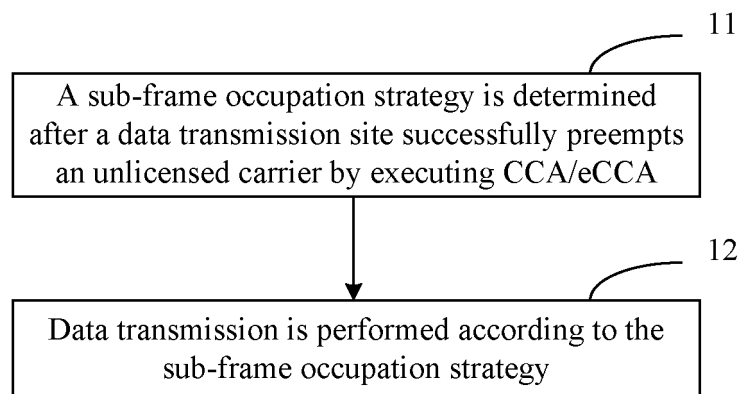 11
A sub-frame occupation strategy is determined
after a data transmission site successfully preempts
an unlicensed carrier by executing CCA/eCCA
12
Data transmission is performed according to the
sub-frame occupation strategy